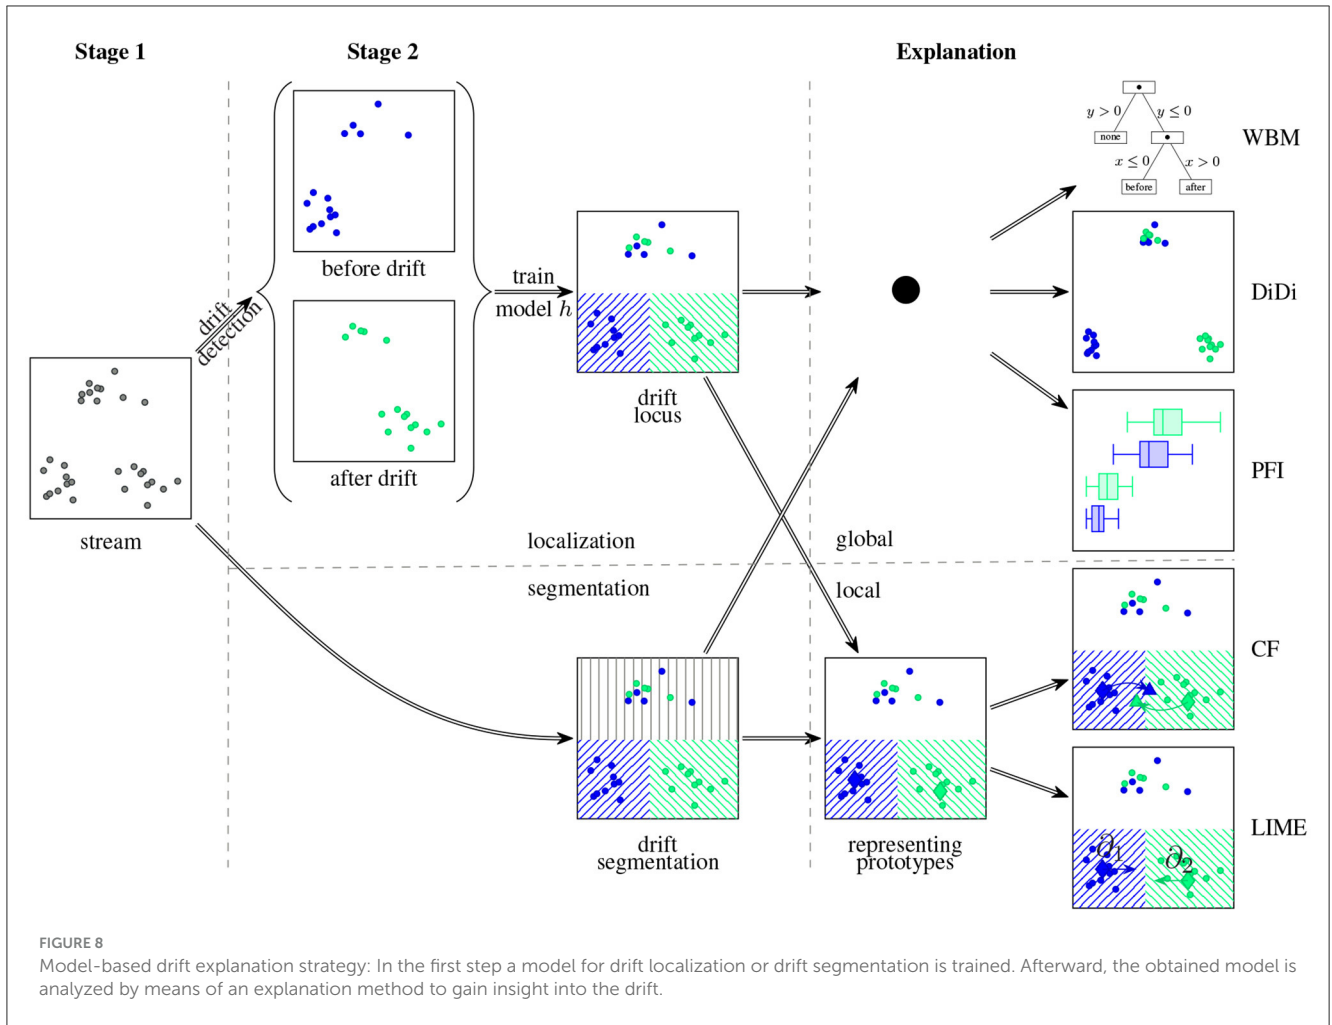 Stage 1
Stage 2
Explanation
y > 0
y ≤ 0
none
x ≤ 0
x > 0
before
after
WBM
before drift
drift
detection
train
model h
DiDi
drift
locus
after drift
PFI
stream
localization
global
segmentation
local
CF
drift
segmentation
representing
prototypes
∂1
∂2
LIME
FIGURE 8
Model-based drift explanation strategy: In the first step a model for drift localization or drift segmentation is trained. Afterward, the obtained model is
analyzed by means of an explanation method to gain insight into the drift.